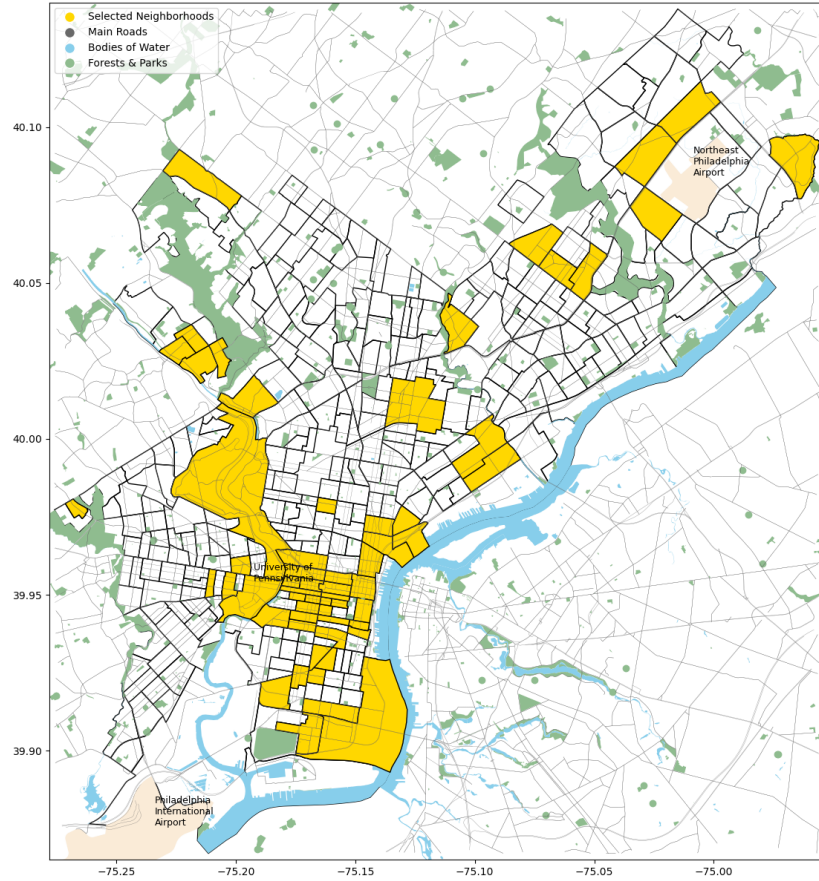 Selected Neighborhoods
Main Roads
Bodies of Water
Forests & Parks
40.10
Northeast
Philadelphia
Airport
40.05
40.00
University of
Pennsylvania
39.95
39.90
Philadelphia
International
Airport
−75.25
−75.20
−75.15
−75.10
−75.05
−75.00